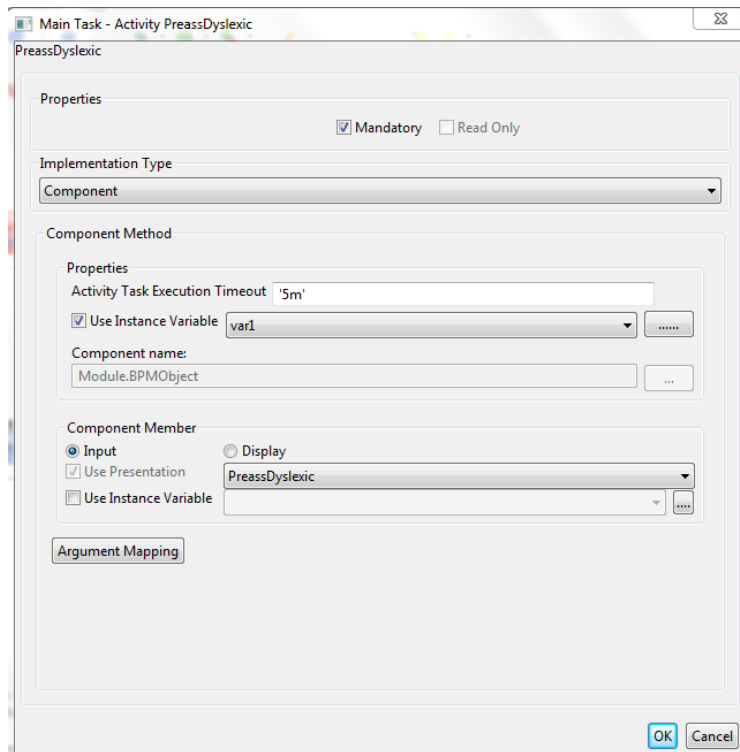 Main Task - Activity PreassDyslexic
PreassDyslexic
Properties
Mandatory Read Only
Implementation Type
Component
Component Method
Properties
Activity Task Execution Timeout '5m'
Use Instance Variable var1 ......
Component name:
Module.BPMObject ...
Component Member
Input Display
Use Presentation PreassDyslexic
Use Instance Variable ....
Argument Mapping
OK Cancel